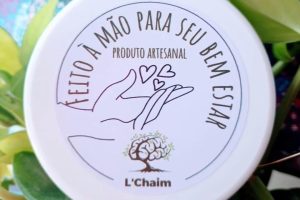 FEITO À MÃO PARA SEU BEM ESTAR
PRODUTO ARTESANAL
L'Chaim